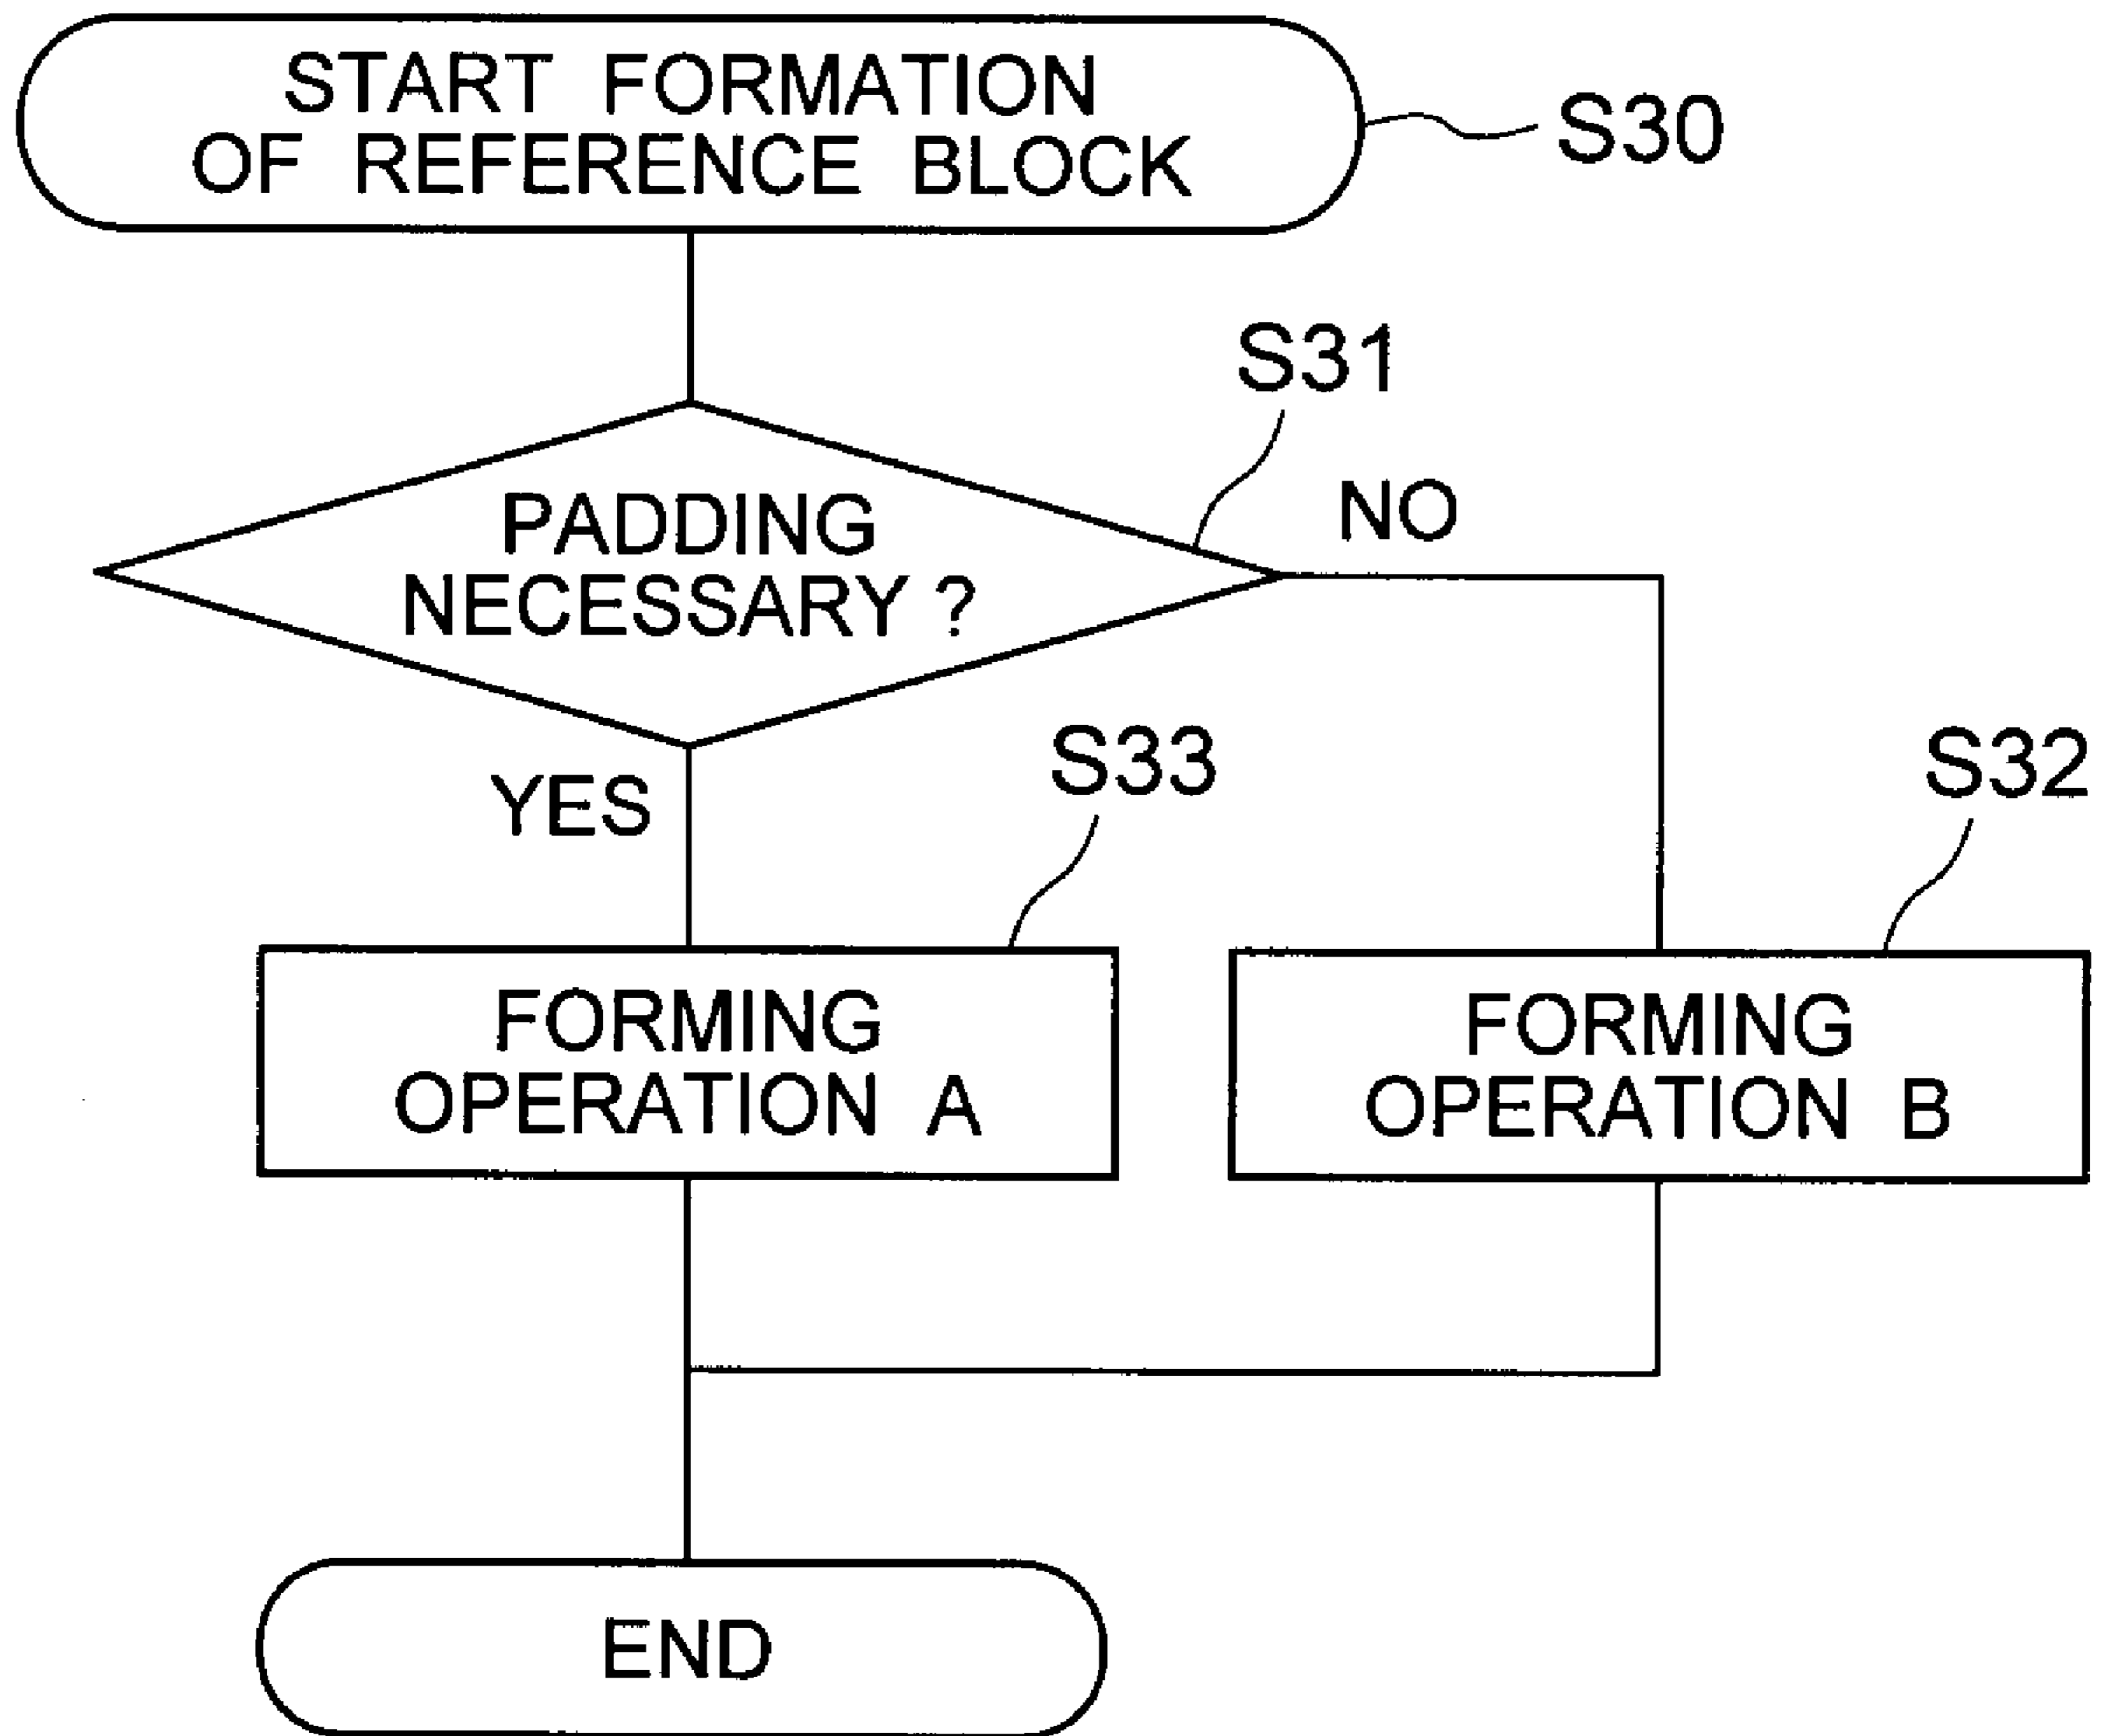 START FORMATION
OF REFERENCE BLOCK
S30
S31
PADDING
NECESSARY ?
NO
YES
S33
S32
FORMING
OPERATION A
FORMING
OPERATION B
END